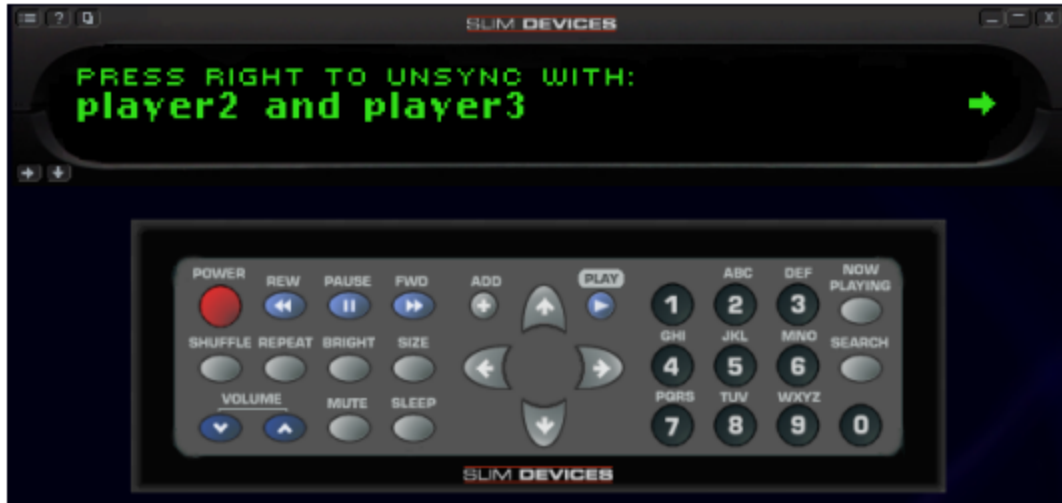 ?
SLIM DEVICES
X
PRESS RIGHT TO UNSYNC WITH:
player2 and player3
POWER REW PAUSE FWD ADD PLAY ABC DEF NOW PLAYING
1 2 3
SHUFFLE REPEAT BRIGHT SIZE GHI JKL MNO SEARCH
4 5 6
VOLUME MUTE SLEEP PQRS TUV WXYZ
7 8 9 0
SLIM DEVICES